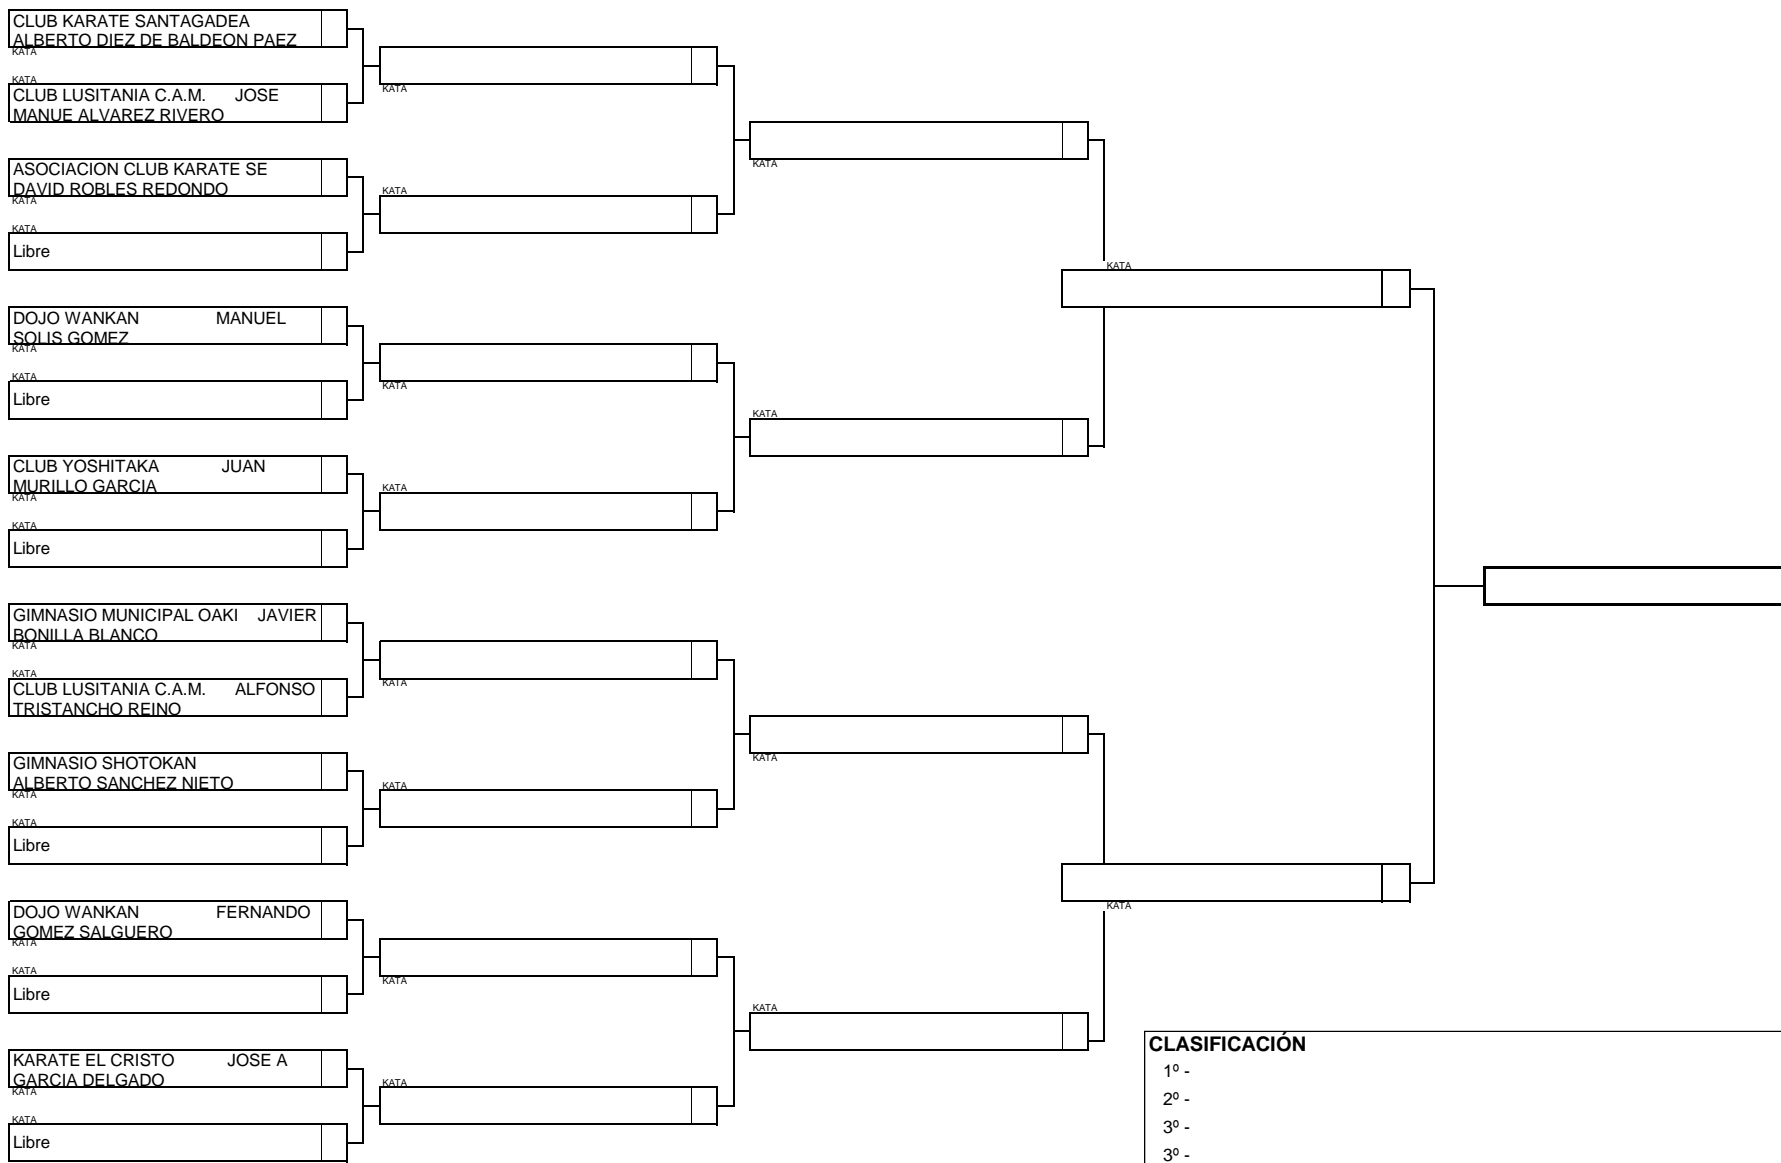 CLUB KARATE SANTAGADEA
ALBERTO DIEZ DE BALDEON PAEZ
KATA
KATA
CLUB LUSITANIA C.A.M. JOSE
MANUE ALVAREZ RIVERO
ASOCIACION CLUB KARATE SE
DAVID ROBLES REDONDO
KATA
KATA
Libre
DOJO WANKAN MANUEL
SOLIS GOMEZ
KATA
KATA
Libre
CLUB YOSHITAKA JUAN
MURILLO GARCIA
KATA
KATA
Libre
GIMNASIO MUNICIPAL OAKI JAVIER
BONILLA BLANCO
KATA
KATA
CLUB LUSITANIA C.A.M. ALFONSO
TRISTANCHO REINO
GIMNASIO SHOTOKAN
ALBERTO SANCHEZ NIETO
KATA
KATA
Libre
DOJO WANKAN FERNANDO
GOMEZ SALGUERO
KATA
KATA
Libre
KARATE EL CRISTO JOSE A
GARCIA DELGADO
KATA
KATA
Libre
KATA
KATA
KATA
KATA
KATA
KATA
KATA
KATA
KATA
KATA
KATA
KATA
KATA
KATA
CLASIFICACIÓN
1º -
2º -
3º -
3º -